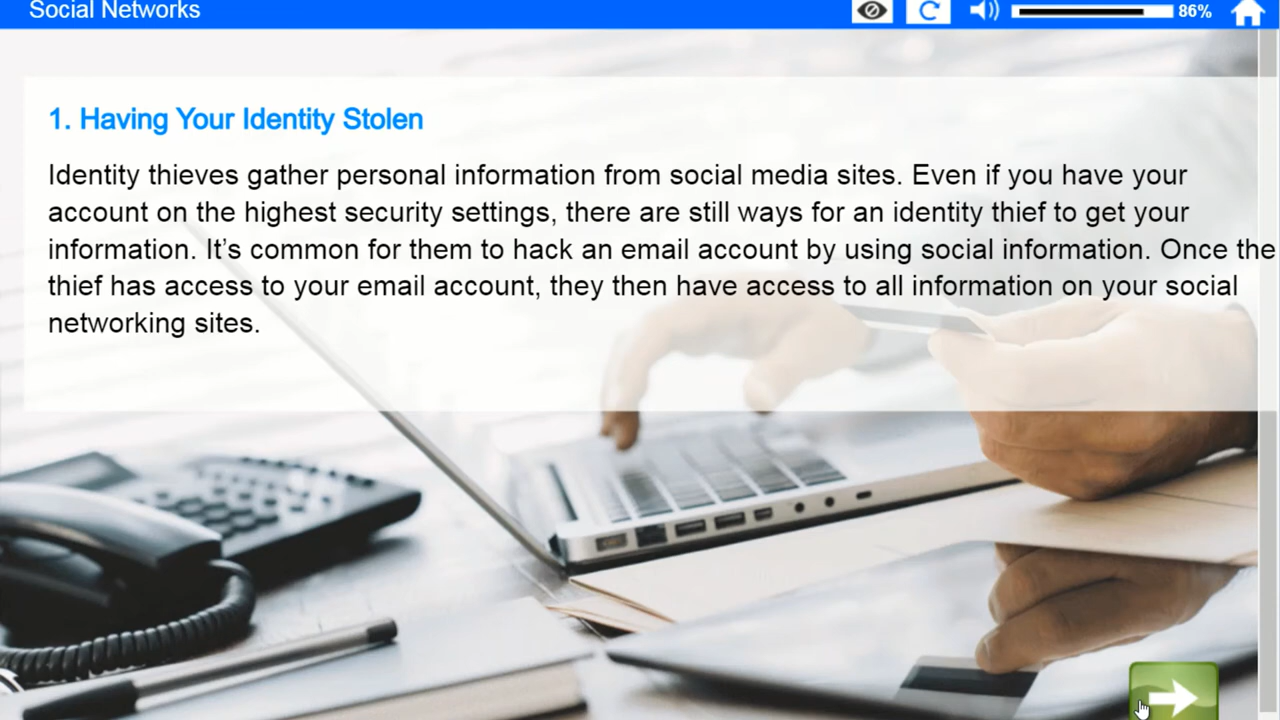 Social Networks
86%
1. Having Your Identity Stolen
Identity thieves gather personal information from social media sites. Even if you have your
account on the highest security settings, there are still ways for an identity thief to get your
information. It’s common for them to hack an email account by using social information. Once the
thief has access to your email account, they then have access to all information on your social
networking sites.